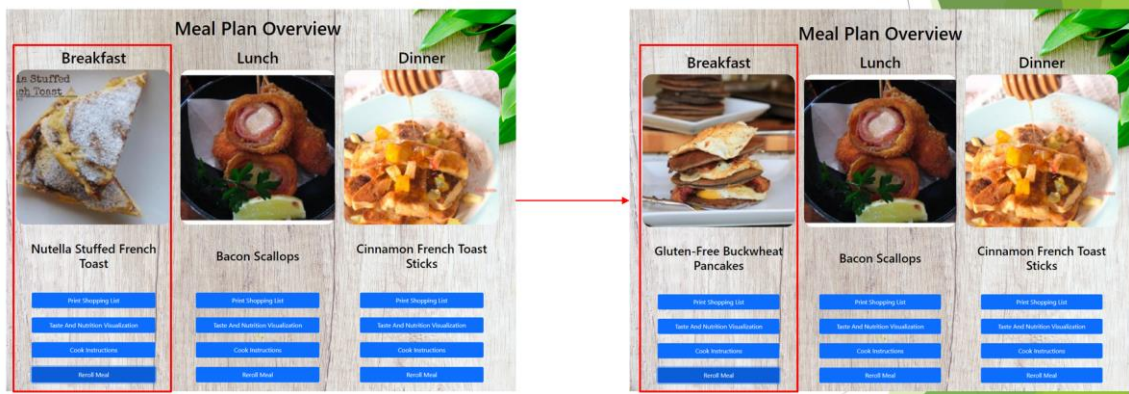 Meal Plan Overview
Breakfast
Lunch
Dinner
is Stuffed
ch Toast
Nutella Stuffed French
Toast
Bacon Scallops
Cinnamon French Toast
Sticks
Print Shopping List
Print Shopping List
Print Shopping List
Taste And Nutrition Visualization
Taste And Nutrition Visualization
Taste And Nutrition Visualization
Cook Instructions
Cook Instructions
Cook Instructions
Reroll Meal
Reroll Meal
Reroll Meal
Meal Plan Overview
Breakfast
Lunch
Dinner
Gluten-Free Buckwheat
Pancakes
Bacon Scallops
Cinnamon French Toast
Sticks
Print Shopping List
Print Shopping List
Print Shopping List
Taste And Nutrition Visualization
Taste And Nutrition Visualization
Taste And Nutrition Visualization
Cook Instructions
Cook Instructions
Cook Instructions
Reroll Meal
Reroll Meal
Reroll Meal